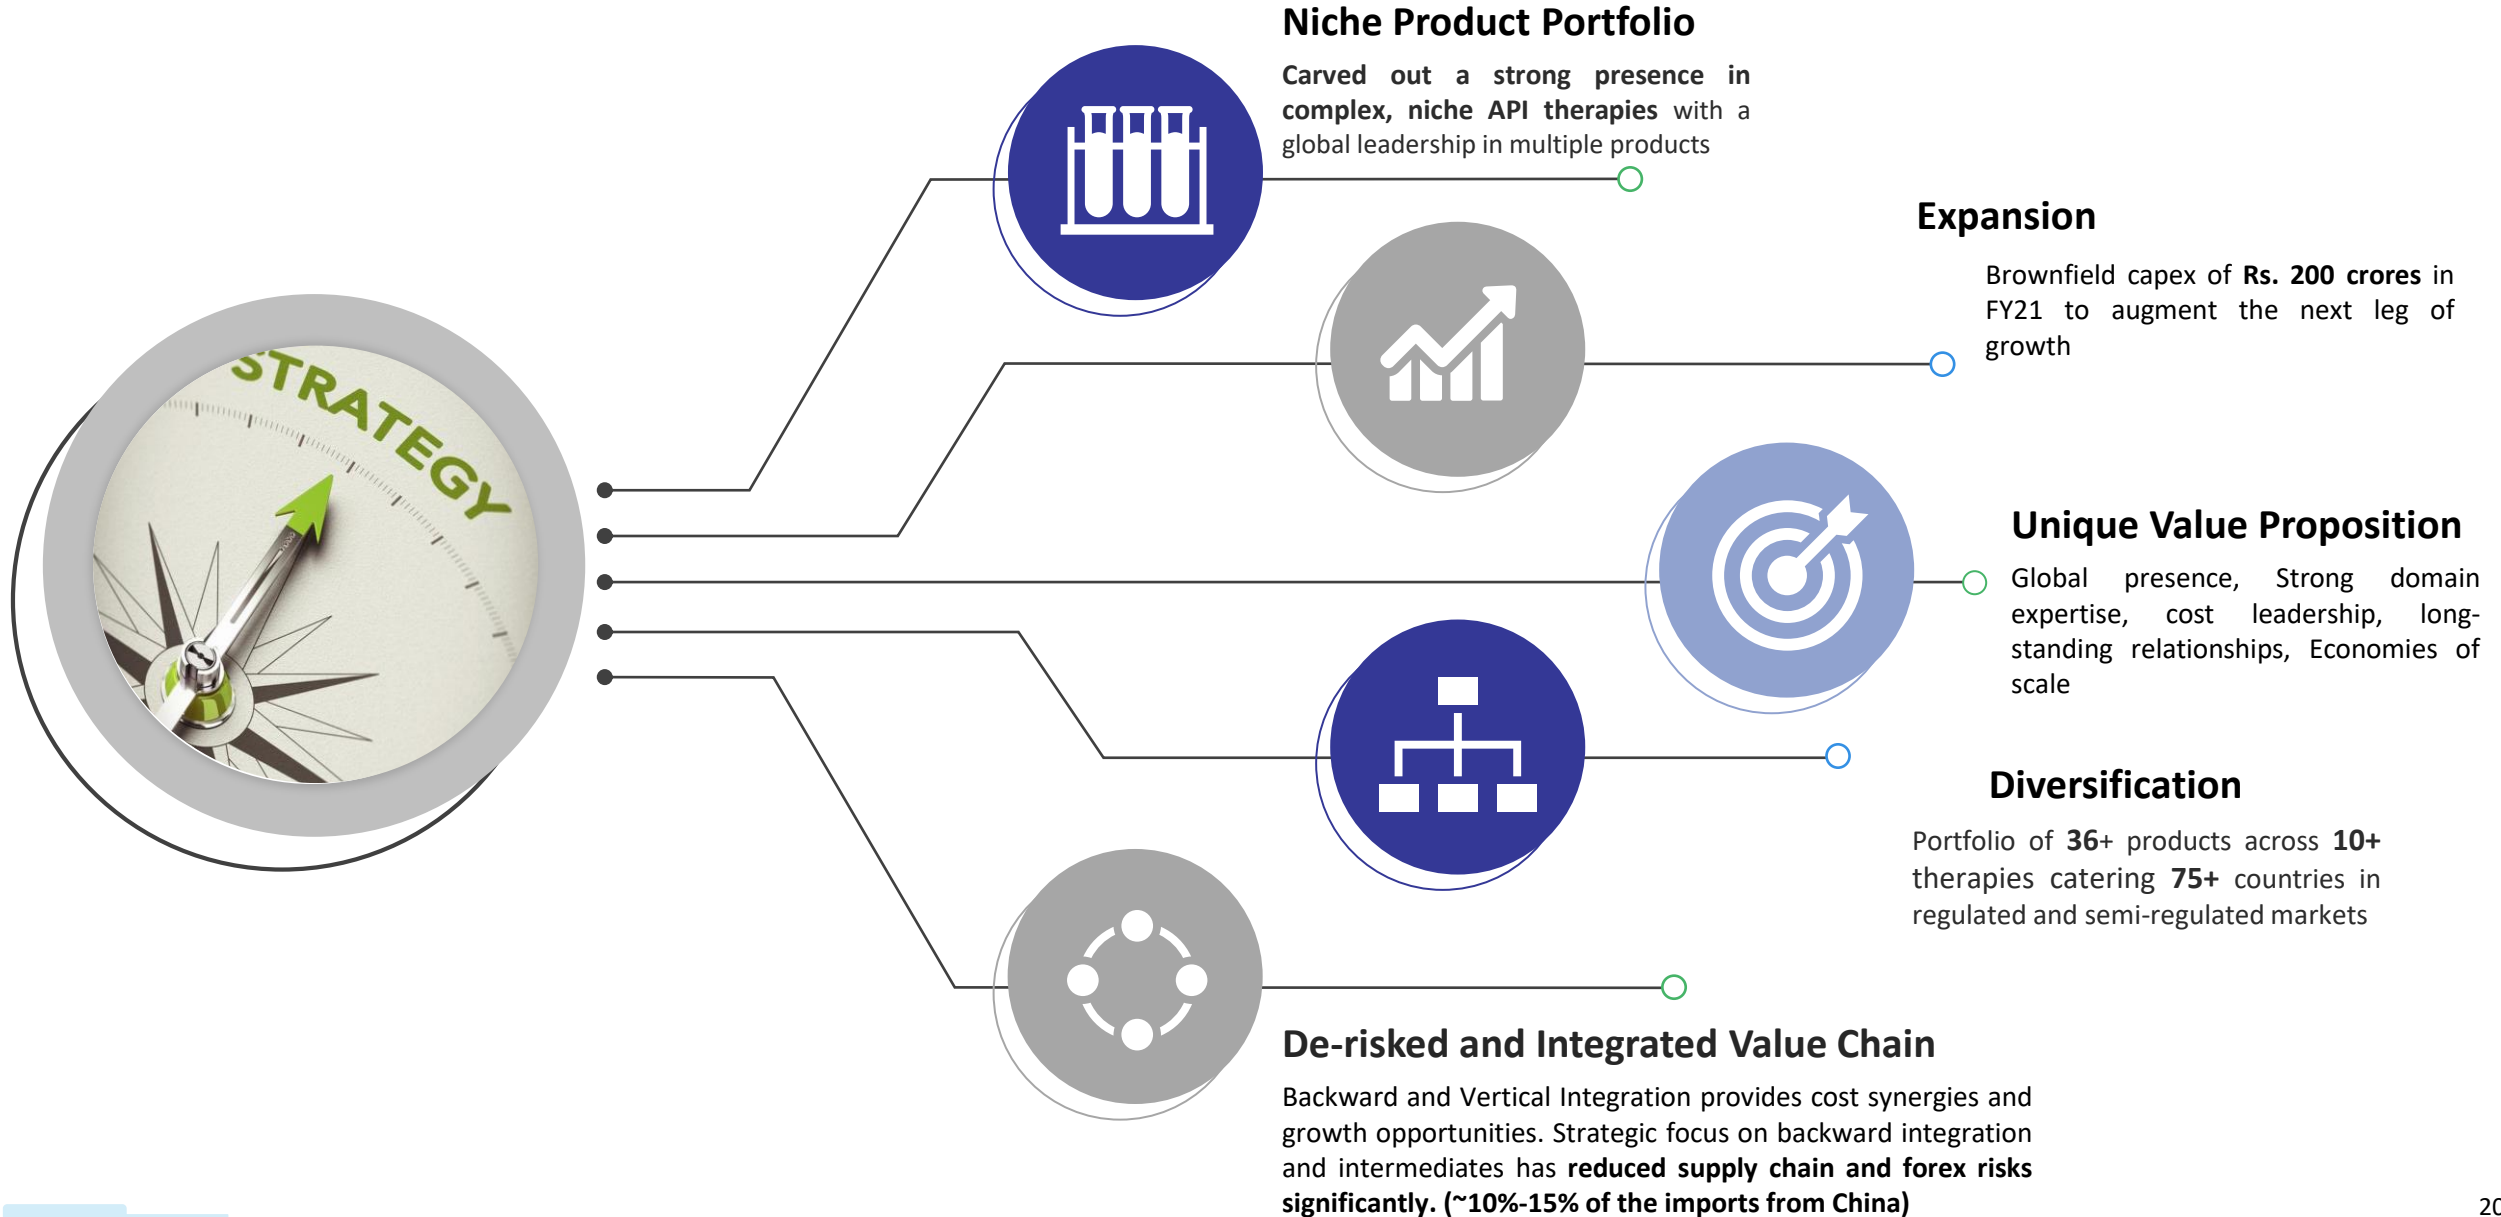 Niche Product Portfolio
Carved out a strong presence in
complex, niche API therapies with a
global leadership in multiple products
Expansion
Brownfield capex of Rs. 200 crores in
FY21 to augment the next leg of
growth
STRATEGY
Unique Value Proposition
Global presence, Strong domain
expertise, cost leadership, long-
standing relationships, Economies of
scale
Diversification
Portfolio of 36+ products across 10+
therapies catering 75+ countries in
regulated and semi-regulated markets
De-risked and Integrated Value Chain
Backward and Vertical Integration provides cost synergies and
growth opportunities. Strategic focus on backward integration
and intermediates has reduced supply chain and forex risks
significantly. (~10%-15% of the imports from China)
20